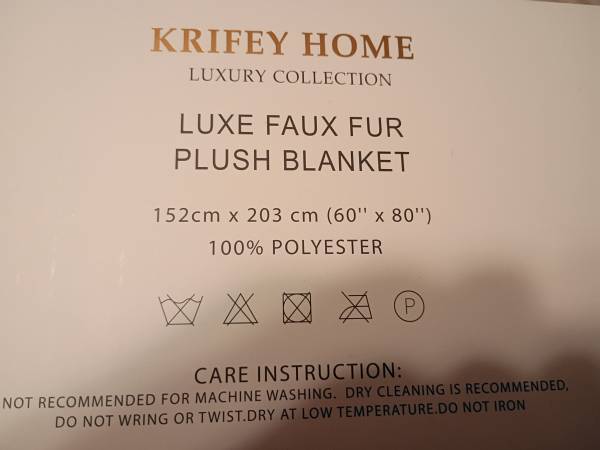 KRIFEY HOME
LUXURY COLLECTION
LUXE FAUX FUR
PLUSH BLANKET
152cm x 203 cm (60'' x 80'')
100% POLYESTER
P
CARE INSTRUCTION:
NOT RECOMMENDED FOR MACHINE WASHING. DRY CLEANING IS RECOMMENDED,
DO NOT WRING OR TWIST.DRY AT LOW TEMPERATURE.DO NOT IRON